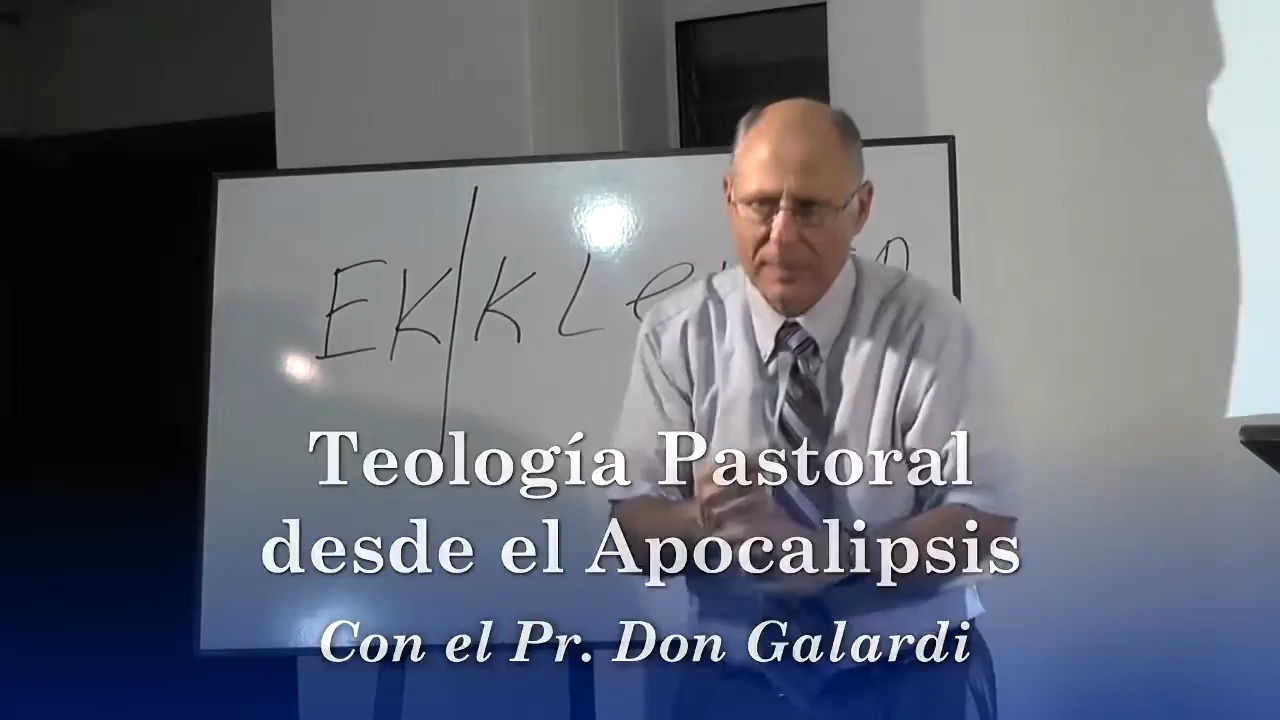 EK|KLe
Teología Pastoral
desde el Apocalipsis
Con el Pr. Don Galardi